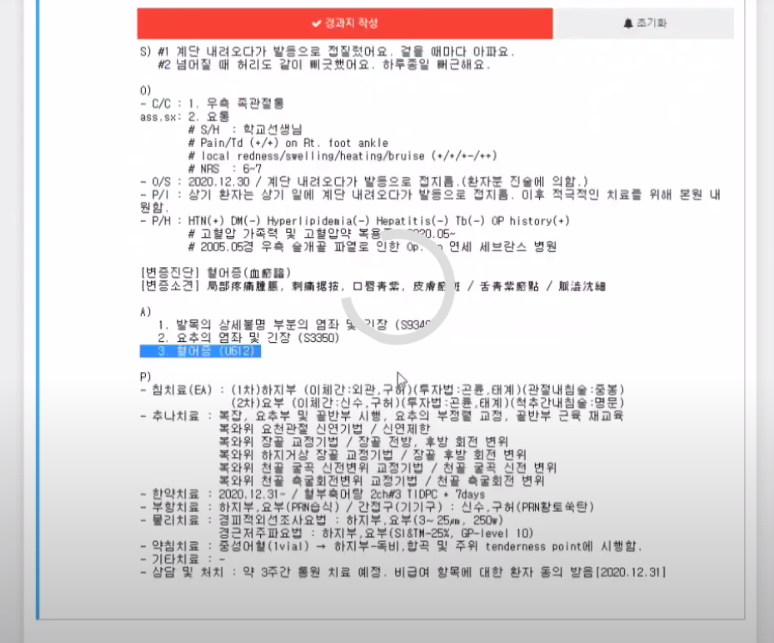 ✔ 경과지 작성
초기화
S) #1 계단 내려오다가 발등으로 접질렀어요. 걸을 때마다 아파요.
#2 넘어질 때 허리도 같이 삐긋했어요. 하루종일 뻐근해요.
O)
- C/C : 1. 우측 족관절통
ass.sx: 2. 요통
# S/H : 학교선생님
# Pain/Td (+/+) on Rt. foot ankle
# local redness/swelling/heating/bruise (+/+/+-/++)
# NRS : 6-7
- O/S : 2020.12.30 / 계단 내려오다가 발등으로 접지름.(환자분 진술에 의함.)
- P/I : 상기 환자는 상기 일에 계단 내려오다가 발등으로 접지름. 이후 적극적인 치료를 위해 본원 내
원함.
- P/H : HTN(+) DM(-) Hyperlipidemia(-) Hepatitis(-) Tb(-) OP history(+)
# 고혈압 가족력 및 고혈압약 복용 2020.05~
# 2005.05경 우측 슬개골 파열로 인한 Op. 연세 세브란스 병원
[변증진단] 혈어증(血瘀證)
[변증소견] 局部疼痛腫脹, 刺痛拒按, 口唇靑紫, 皮膚瘀斑 / 舌靑紫瘀點 / 脈澁沈細
A)
1. 발목의 상세불명 부분의 염좌 및 긴장 (S9340
2. 요추의 염좌 및 긴장 (S3350)
3. 혈어증 (U612)
P)
- 침치료(EA) : (1차)하지부 (이체간:외관,구허)(투자법:곤륜,태계)(관절내침술:중봉)
(2차)요부 (이체간:신수,구허)(투자법:곤륜,태계)(척추간내침술:명문)
- 추나치료 : 복잡, 요추부 및 골반부 시행, 요추의 부정렬 교정, 골반부 근육 재교육
복와위 요천관절 신연기법 / 신연제한
복와위 장골 교정기법 / 장골 전방, 후방 회전 변위
복와위 하지거상 장골 교정기법 / 장골 후방 회전 변위
복와위 천골 굴곡 신전변위 교정기법 / 천골 굴곡 신전 변위
복와위 천골 측굴회전변위 교정기법 / 천골 측굴회전 변위
- 한약치료 : 2020.12.31~ / 혈부축어탕 2ch#3 TIDPC * 7days
- 부항치료 : 하지부,요부(PRN습식) / 간접구(기기구) : 신수,구허(PRN황토쑥탄)
- 물리치료 : 경피적외선조사요법 : 하지부,요부(3~25㎛, 250w)
경근저주파요법 : 하지부,요부(SI&TM-25%, GP-level 10)
- 약침치료 : 중성어혈(1vial) → 하지부-독비,합곡 및 주위 tenderness point에 시행함.
- 기타치료 : -
- 상담 및 처치 : 약 3주간 통원 치료 예정. 비급여 항목에 대한 환자 동의 받음[2020.12.31]